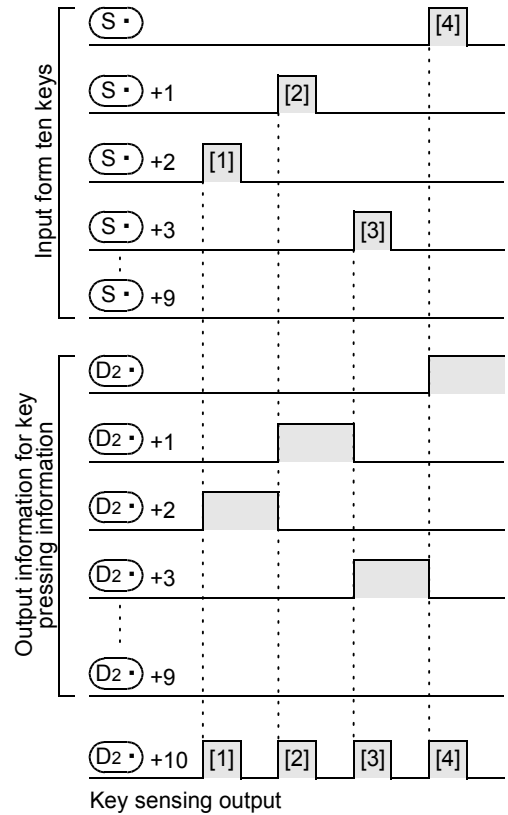 Input form ten keys
S· [4]
S· +1 [2]
S· +2 [1]
S· +3 [3]
S· +9
Output information for key
pressing information
D2·
D2· +1
D2· +2
D2· +3
D2· +9
D2· +10 [1] [2] [3] [4]
Key sensing output